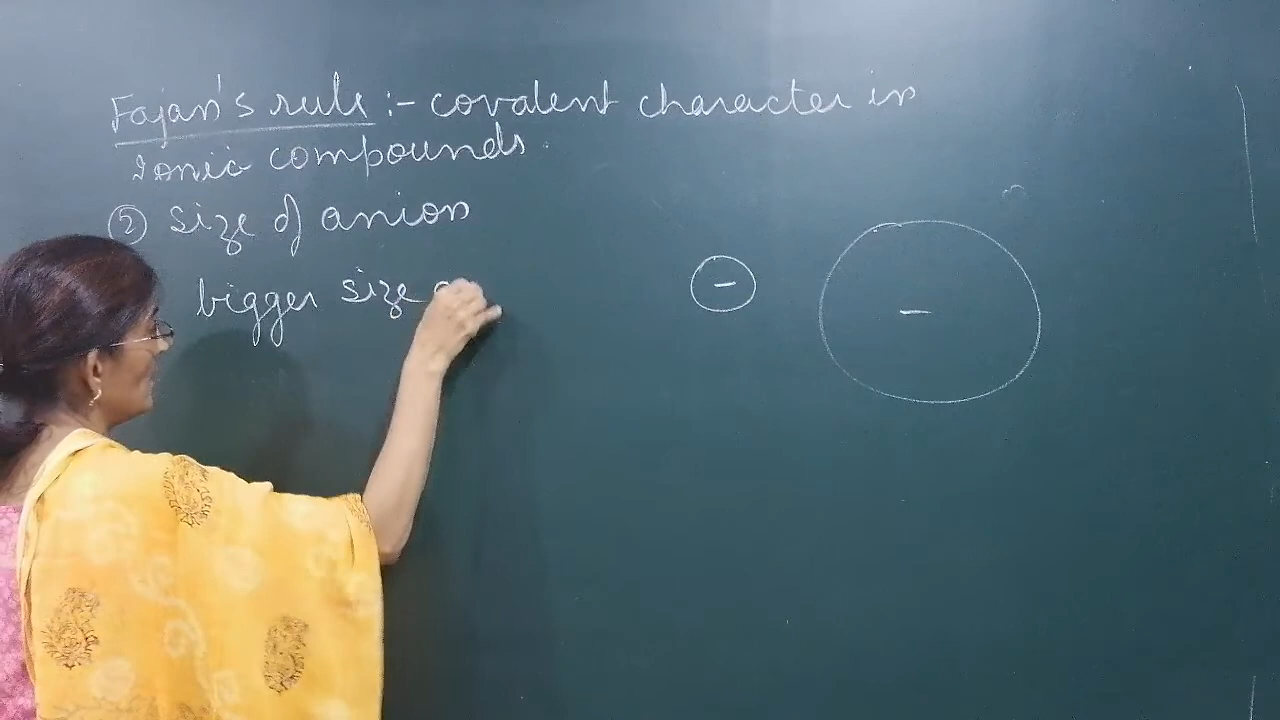 Fajan's rule :- covalent character in
Ionic compounds.
② Size of anion
bigger size
-
-